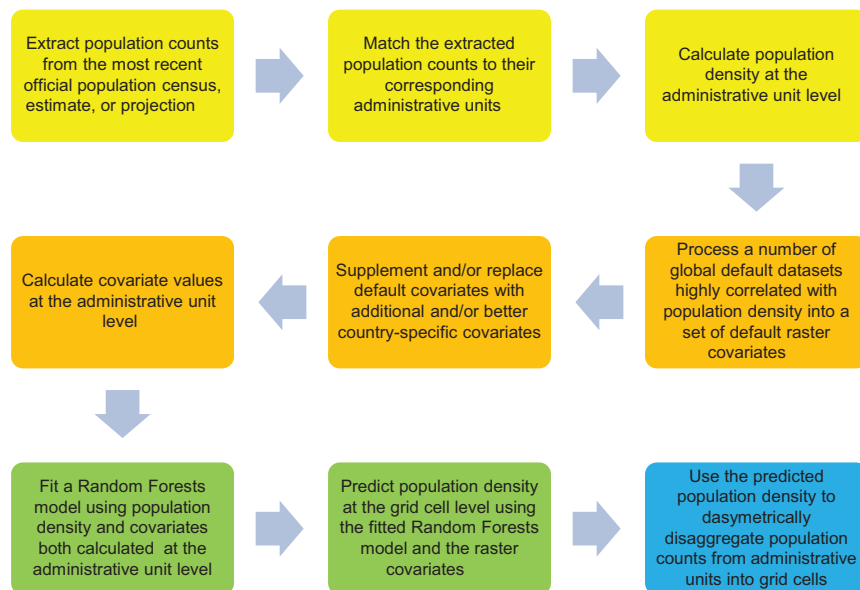 Extract population counts
from the most recent
official population census,
estimate, or projection
Match the extracted
population counts to their
corresponding
administrative units
Calculate population
density at the
administrative unit level
Process a number of
global default datasets
highly correlated with
population density into a
set of default raster
covariates
Supplement and/or replace
default covariates with
additional and/or better
country-specific covariates
Calculate covariate values
at the administrative unit
level
Fit a Random Forests
model using population
density and covariates
both calculated at the
administrative unit level
Predict population density
at the grid cell level using
the fitted Random Forests
model and the raster
covariates
Use the predicted
population density to
dasymetrically
disaggregate population
counts from administrative
units into grid cells